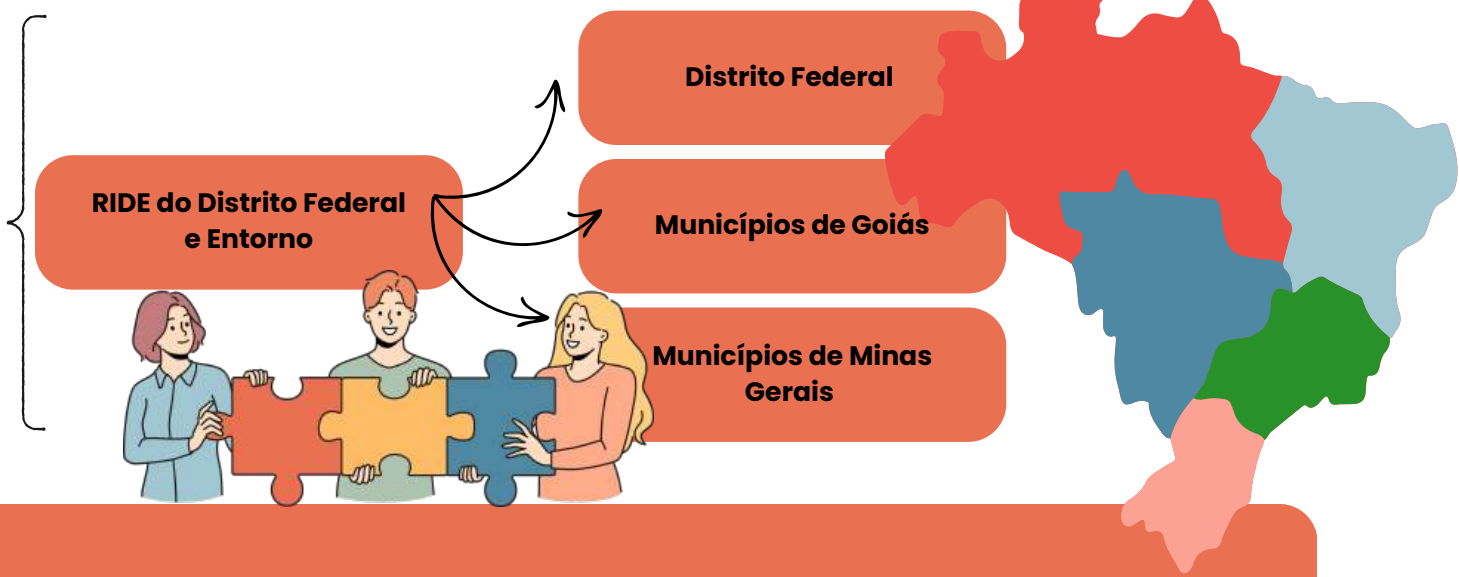 Distrito Federal
RIDE do Distrito Federal
e Entorno
Municípios de Goiás
Municípios de Minas
Gerais